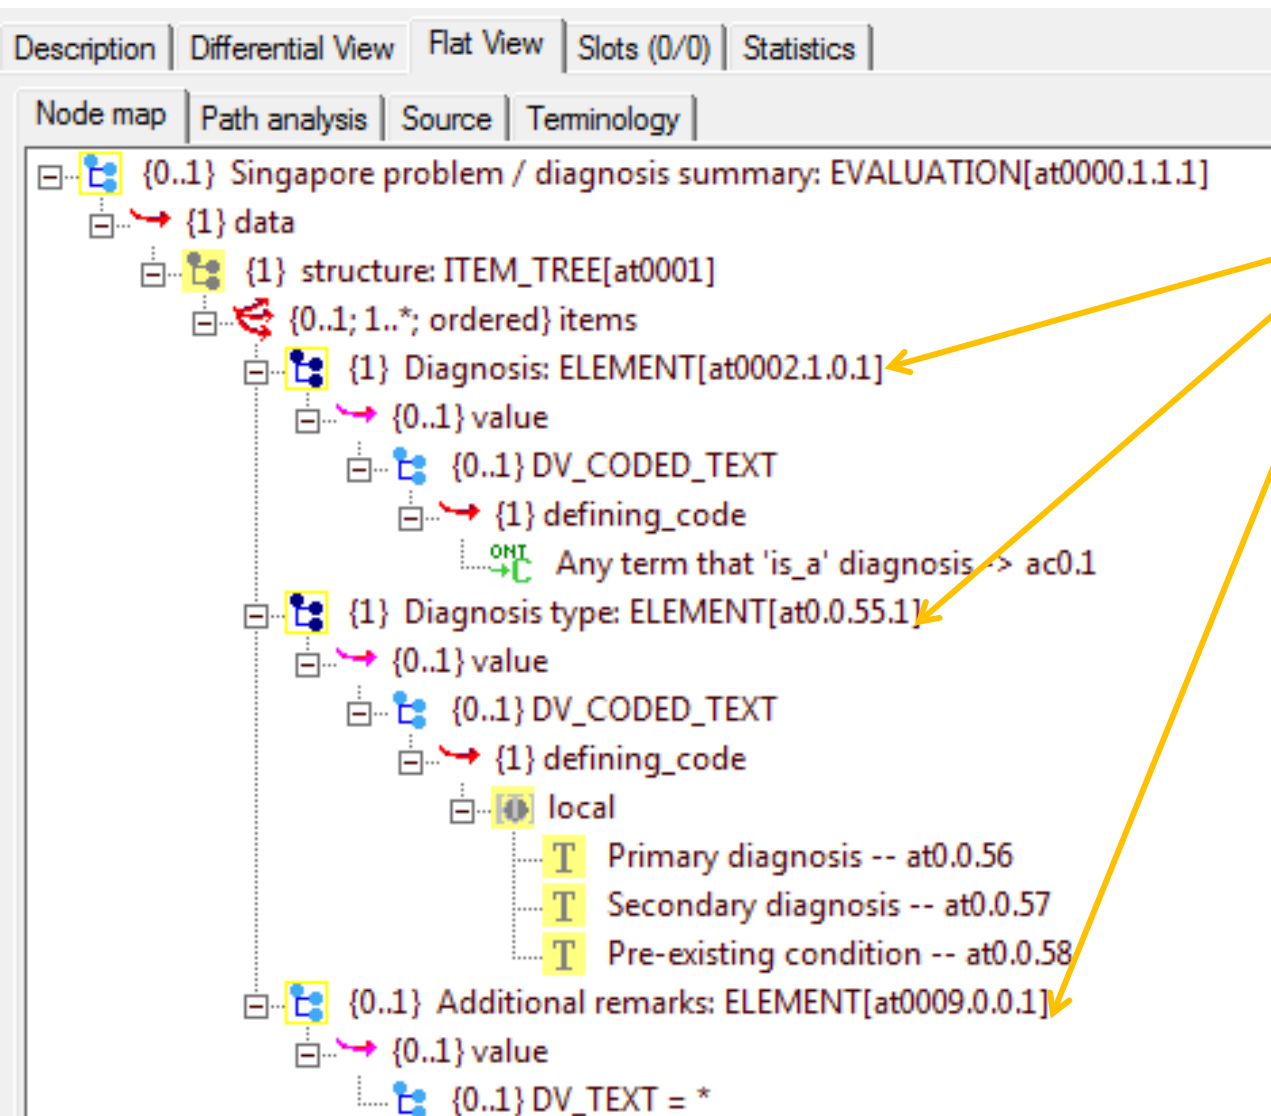 Description Differential View Flat View Slots (0/0) Statistics
Node map Path analysis Source Terminology
{0..1} Singapore problem / diagnosis summary: EVALUATION[at0000.1.1.1]
{1} data
{1} structure: ITEM_TREE[at0001]
{0..1; 1..*; ordered} items
{1} Diagnosis: ELEMENT[at0002.1.0.1]
{0..1} value
{0..1} DV_CODED_TEXT
{1} defining_code
ONT C Any term that 'is_a' diagnosis -> ac0.1
{1} Diagnosis type: ELEMENT[at0.0.55.1]
{0..1} value
{0..1} DV_CODED_TEXT
{1} defining_code
local
T Primary diagnosis -- at0.0.56
T Secondary diagnosis -- at0.0.57
T Pre-existing condition -- at0.0.58
{0..1} Additional remarks: ELEMENT[at0009.0.0.1]
{0..1} value
{0..1} DV_TEXT = *